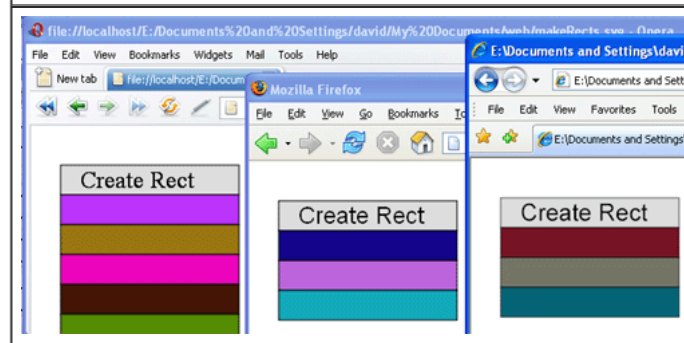 file://localhost/E:/Documents%20and%20Settings/david/My%20Documents/web/makeRects.svg - Opera
File Edit View Bookmarks Widgets Mail Tools Help
New tab file://localhost/E:/Docum
Create Rect
Mozilla Firefox
File Edit View Go Bookmarks To
Create Rect
E:\Documents and Settings\davi
E:\Documents and Sett
File Edit View Favorites Tools
E:\Documents and Settings\
Create Rect